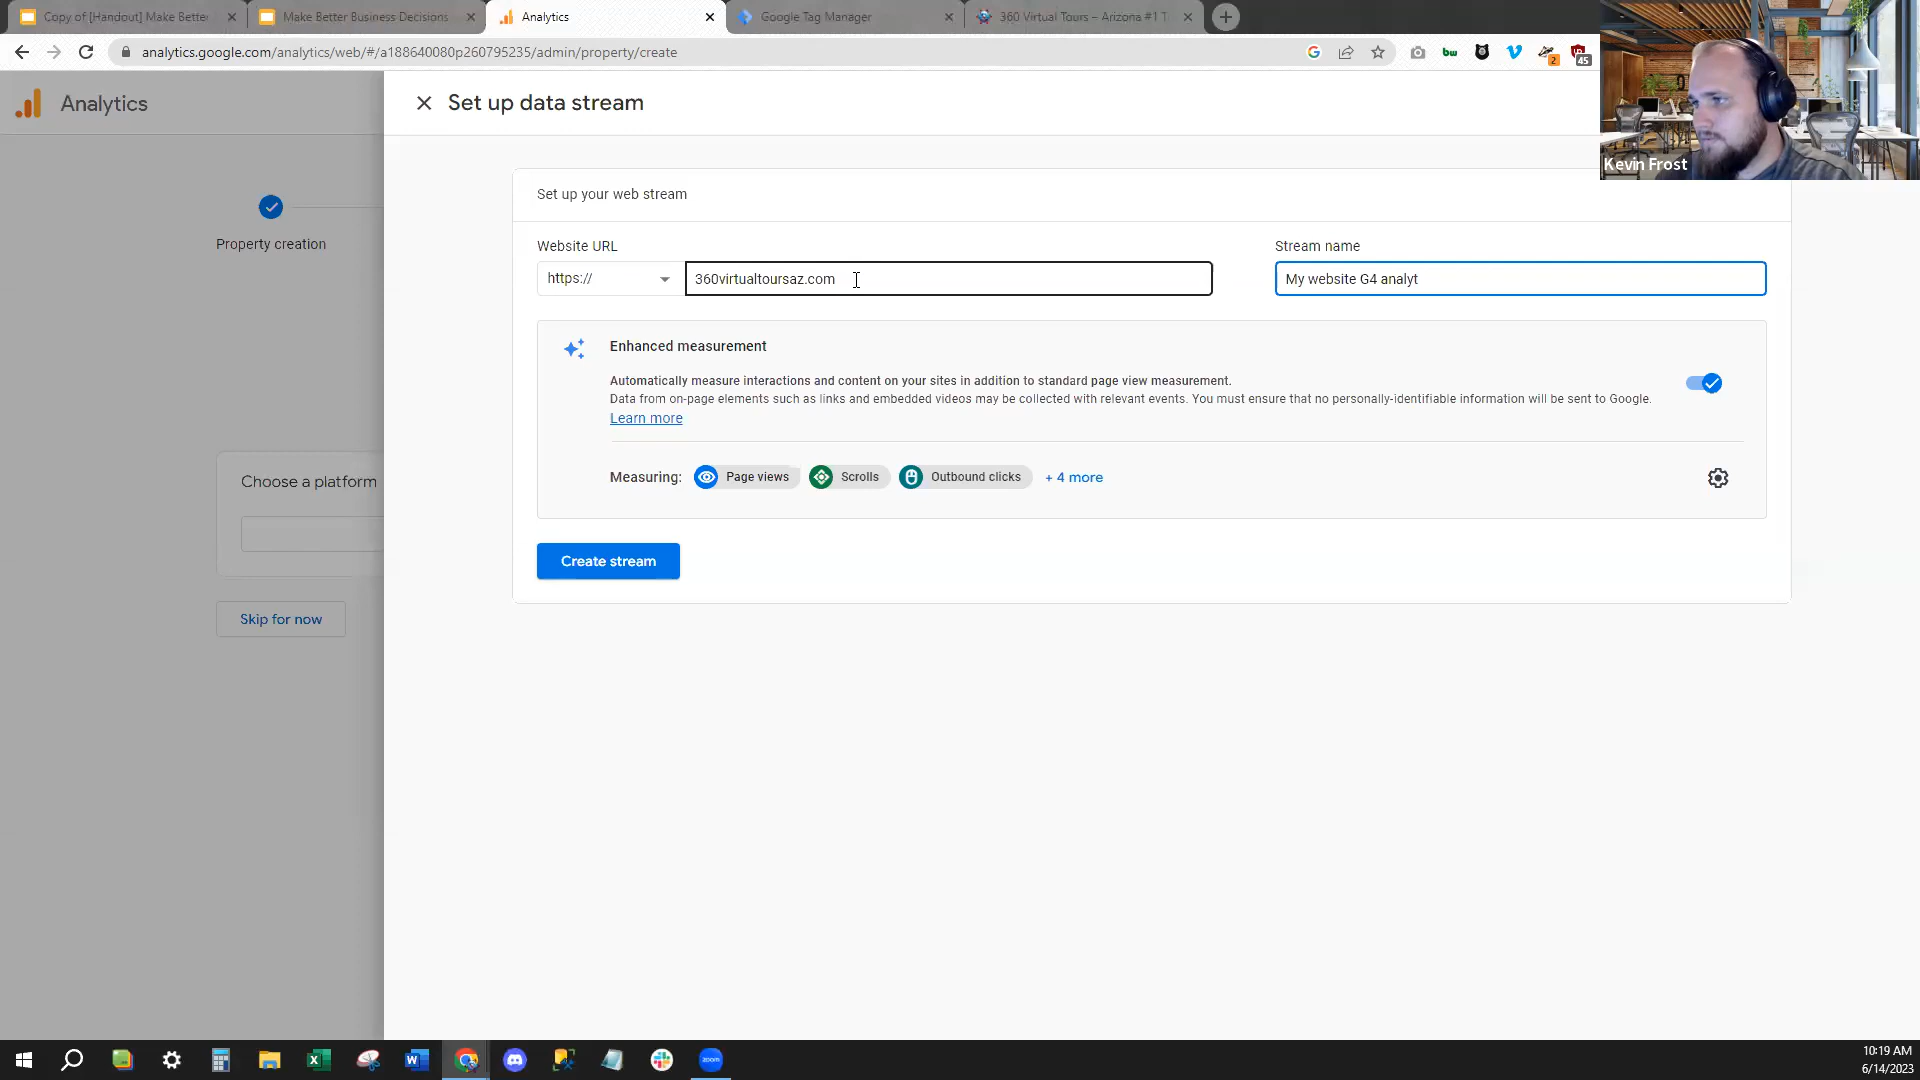 Copy of [Handout] Make Better
Make Better Business Decisions
Analytics
Google Tag Manager
360 Virtual Tours – Arizona #1 T
analytics.google.com/analytics/web/#/a188640080p260795235/admin/property/create
bw
2
45
Kevin Frost
Analytics
Set up data stream
Set up your web stream
Property creation
Website URL
Stream name
https://
360virtualtoursaz.com
My website G4 analyt
Enhanced measurement
Automatically measure interactions and content on your sites in addition to standard page view measurement.
Data from on-page elements such as links and embedded videos may be collected with relevant events. You must ensure that no personally-identifiable information will be sent to Google.
Learn more
Measuring:
Page views
Scrolls
Outbound clicks
+ 4 more
Choose a platform
Create stream
Skip for now
zoom
10:19 AM
6/14/2023